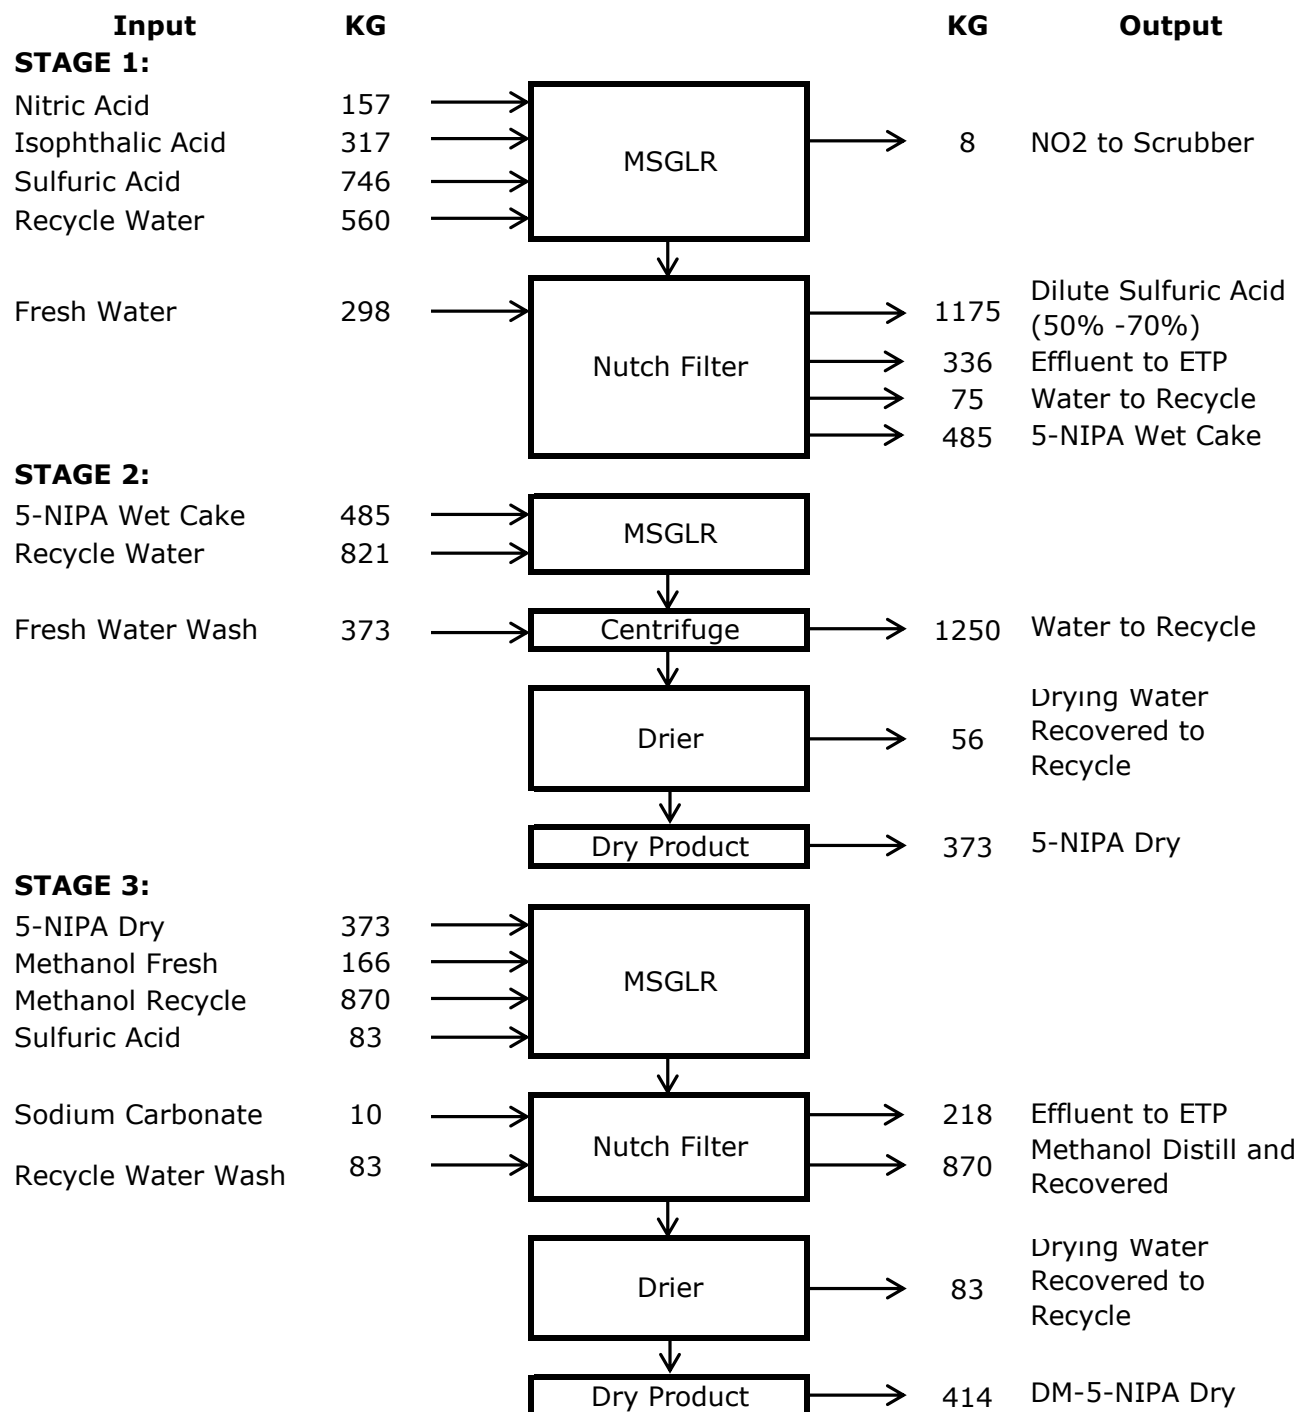 Input KG KG Output
STAGE 1:
Nitric Acid 157
Isophthalic Acid 317 MSGLR 8 NO2 to Scrubber
Sulfuric Acid 746
Recycle Water 560
Fresh Water 298 Nutch Filter 1175 Dilute Sulfuric Acid
(50% -70%)
336 Effluent to ETP
75 Water to Recycle
485 5-NIPA Wet Cake
STAGE 2:
5-NIPA Wet Cake 485 MSGLR
Recycle Water 821
Fresh Water Wash 373 Centrifuge 1250 Water to Recycle
Drying Water
Drier 56 Recovered to
Recycle
Dry Product 373 5-NIPA Dry
STAGE 3:
5-NIPA Dry 373
Methanol Fresh 166 MSGLR
Methanol Recycle 870
Sulfuric Acid 83
Sodium Carbonate 10 Nutch Filter 218 Effluent to ETP
Recycle Water Wash 83 870 Methanol Distill and
Recovered
Drying Water
Drier 83 Recovered to
Recycle
Dry Product 414 DM-5-NIPA Dry